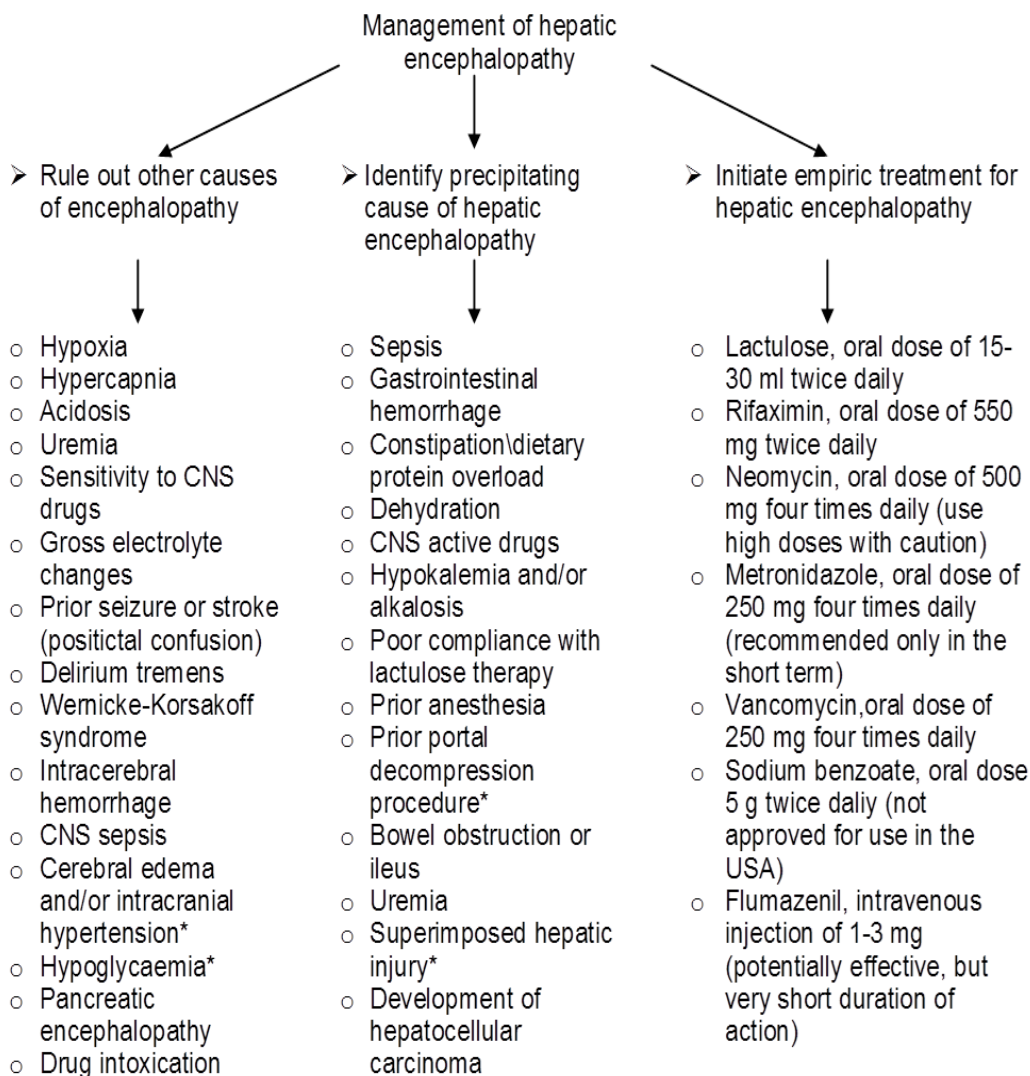 Management of hepatic
encephalopathy
➢ Rule out other causes
of encephalopathy
o Hypoxia
o Hypercapnia
o Acidosis
o Uremia
o Sensitivity to CNS
drugs
o Gross electrolyte
changes
o Prior seizure or stroke
(positictal confusion)
o Delirium tremens
o Wernicke-Korsakoff
syndrome
o Intracerebral
hemorrhage
o CNS sepsis
o Cerebral edema
and/or intracranial
hypertension*
o Hypoglycaemia*
o Pancreatic
encephalopathy
o Drug intoxication
➢ Identify precipitating
cause of hepatic
encephalopathy
o Sepsis
o Gastrointestinal
hemorrhage
o Constipation\dietary
protein overload
o Dehydration
o CNS active drugs
o Hypokalemia and/or
alkalosis
o Poor compliance with
lactulose therapy
o Prior anesthesia
o Prior portal
decompression
procedure*
o Bowel obstruction or
ileus
o Uremia
o Superimposed hepatic
injury*
o Development of
hepatocellular
carcinoma
➢ Initiate empiric treatment for
hepatic encephalopathy
o Lactulose, oral dose of 15-
30 ml twice daily
o Rifaximin, oral dose of 550
mg twice daily
o Neomycin, oral dose of 500
mg four times daily (use
high doses with caution)
o Metronidazole, oral dose of
250 mg four times daily
(recommended only in the
short term)
o Vancomycin,oral dose of
250 mg four times daily
o Sodium benzoate, oral dose
5 g twice daliy (not
approved for use in the
USA)
o Flumazenil, intravenous
injection of 1-3 mg
(potentially effective, but
very short duration of
action)